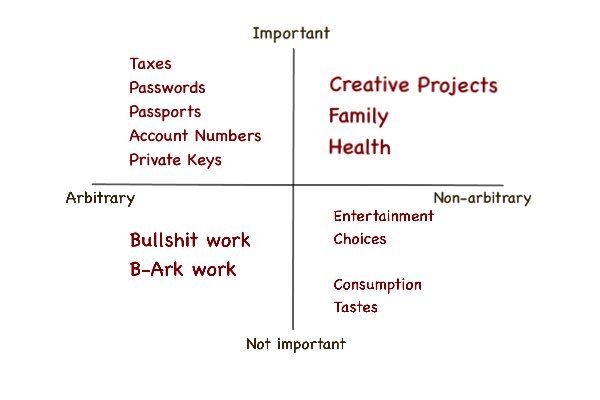 Important
Taxes
Passwords
Passports
Account Numbers
Private Keys
Creative Projects
Family
Health
Arbitrary
Non-arbitrary
Bullshit work
B-Ark work
Entertainment
Choices
Consumption
Tastes
Not important